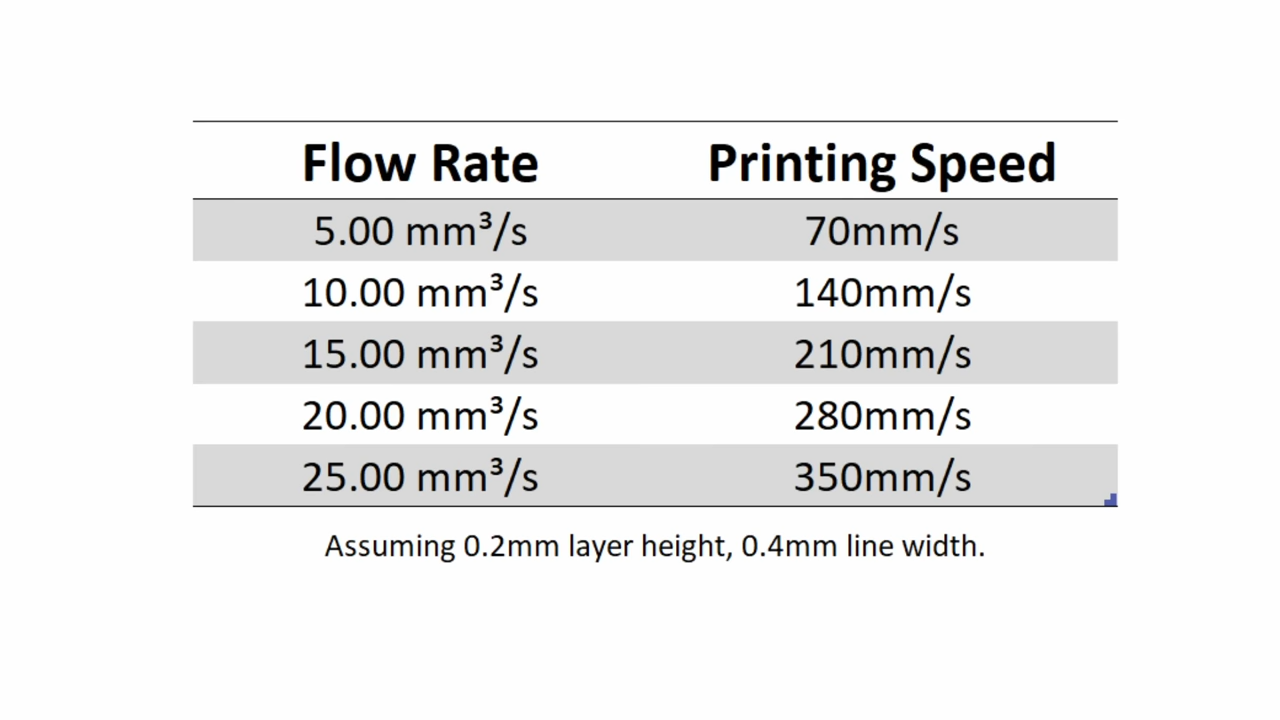 Flow Rate Printing Speed
5.00 mm³/s 70mm/s
10.00 mm³/s 140mm/s
15.00 mm³/s 210mm/s
20.00 mm³/s 280mm/s
25.00 mm³/s 350mm/s
Assuming 0.2mm layer height, 0.4mm line width.